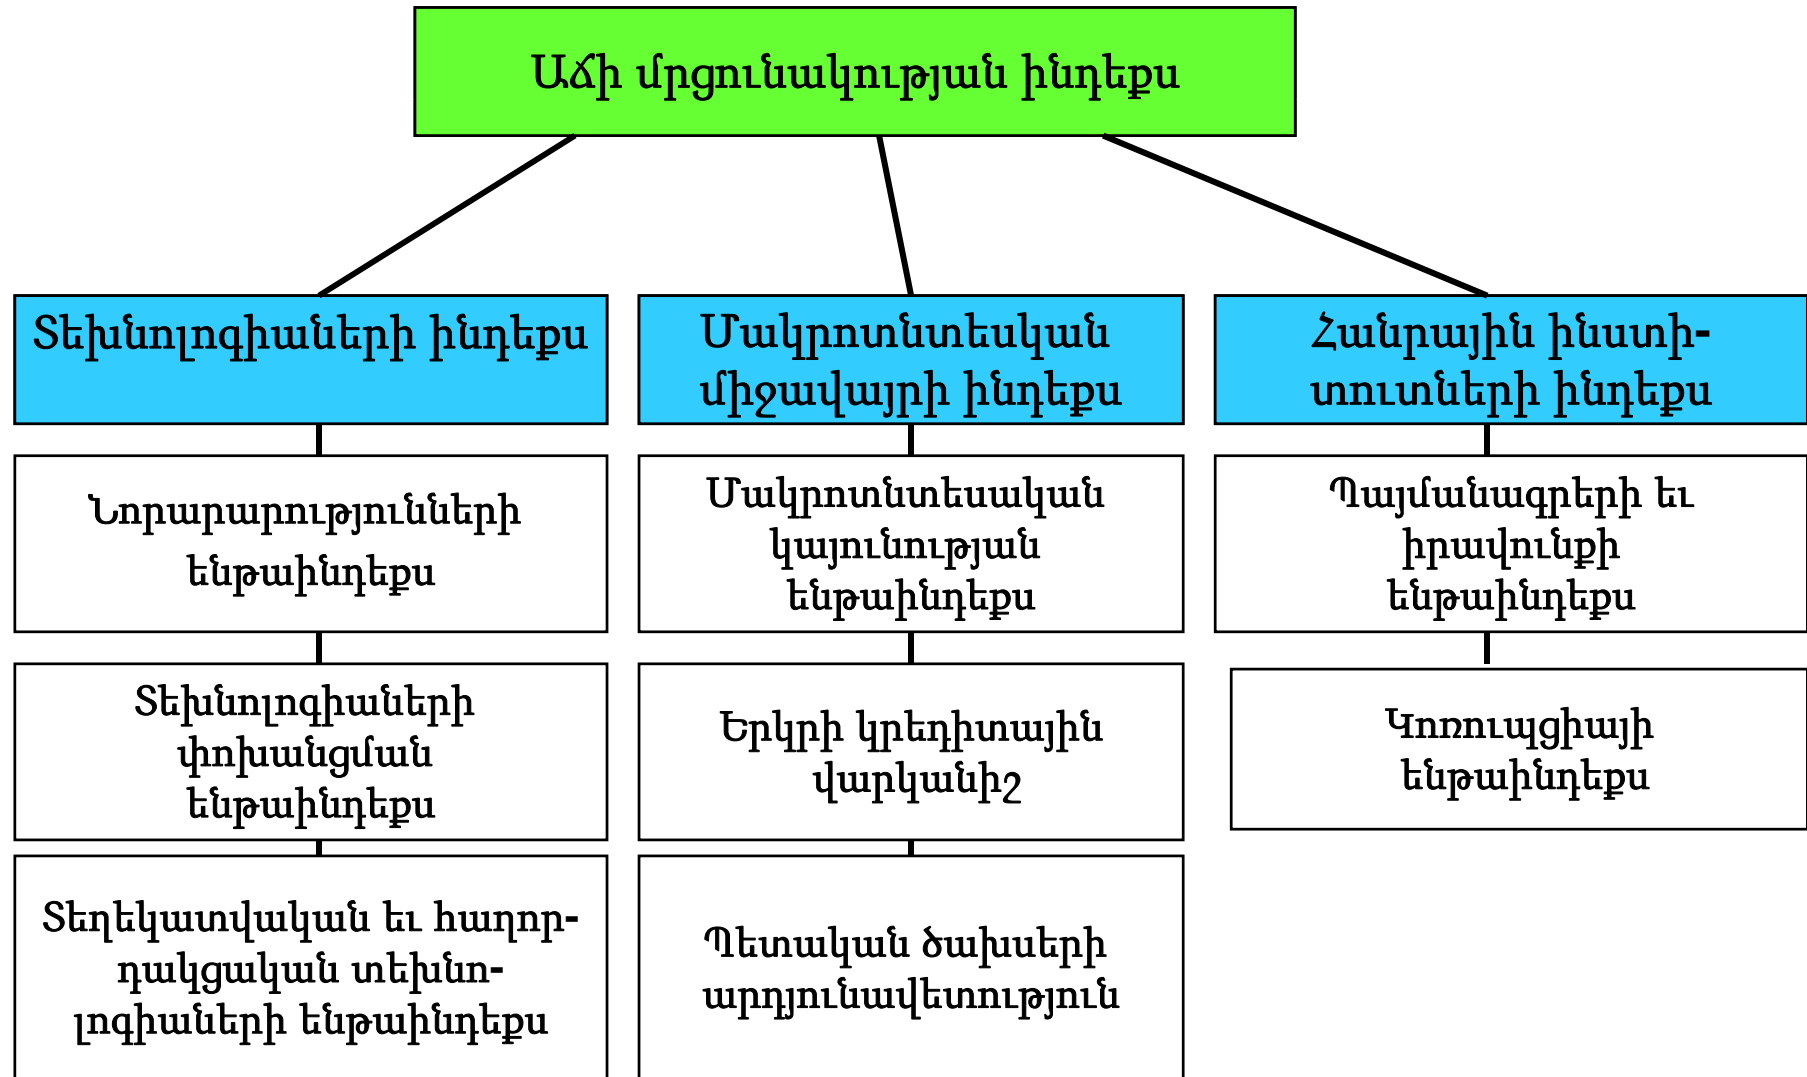 Աճի մրցունակության ինդեքս
Տեխնոլոգիաների ինդեքս
Մակրոտնտեսկան
միջավայրի ինդեքս
Հանրային ինստի-
տուտների ինդեքս
Նորարարությունների
ենթաինդեքս
Մակրոտնտեսական
կայունության
ենթաինդեքս
Պայմանագրերի եւ
իրավունքի
ենթաինդեքս
Տեխնոլոգիաների
փոխանցման
ենթաինդեքս
Երկրի կրեդիտային
վարկանիշ
Կոռուպցիայի
ենթաինդեքս
Տեղեկատվական եւ հաղոր-
դակցական տեխնո-
լոգիաների ենթաինդեքս
Պետական ծախսերի
արդյունավետություն